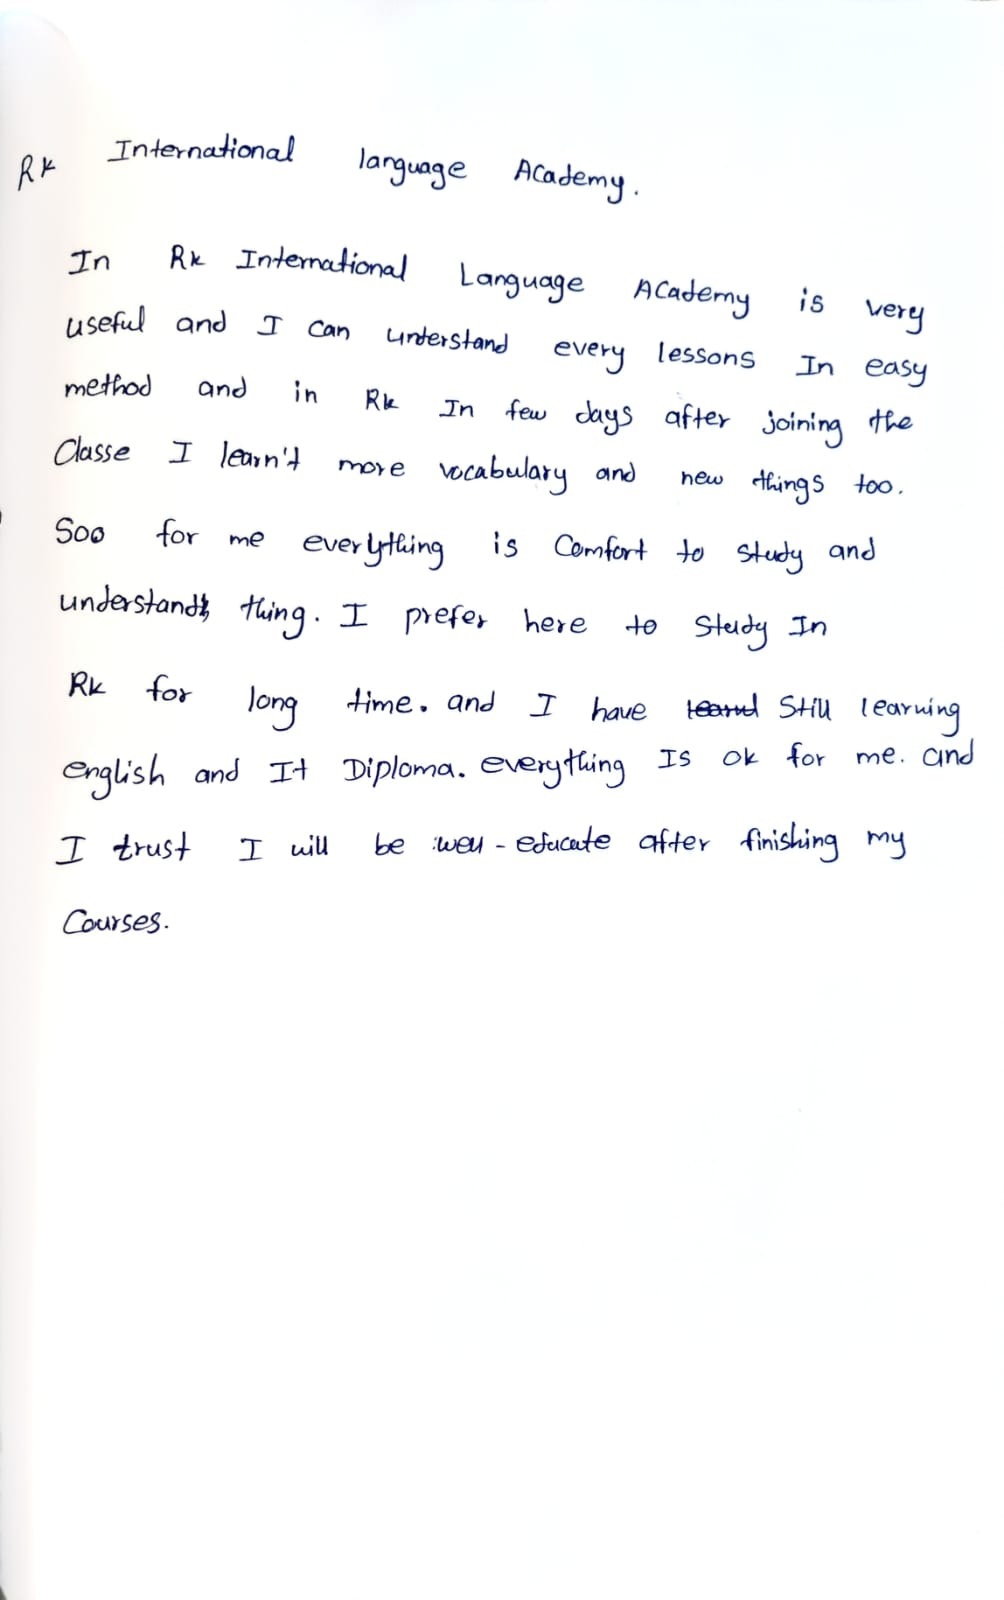 Rk International language Academy.
In Rk International Language Academy is very
useful and I can understand every lessons In easy
method and in Rk In few days after joining the
Classe I learn't more vocabulary and new things too.
Soo for me everything is Comfort to study and
understand thing. I prefer here to Study In
Rk for long time. and I have Still learning
english and It Diploma. everything Is ok for me. and
I trust I will be well - educate after finishing my
Courses.